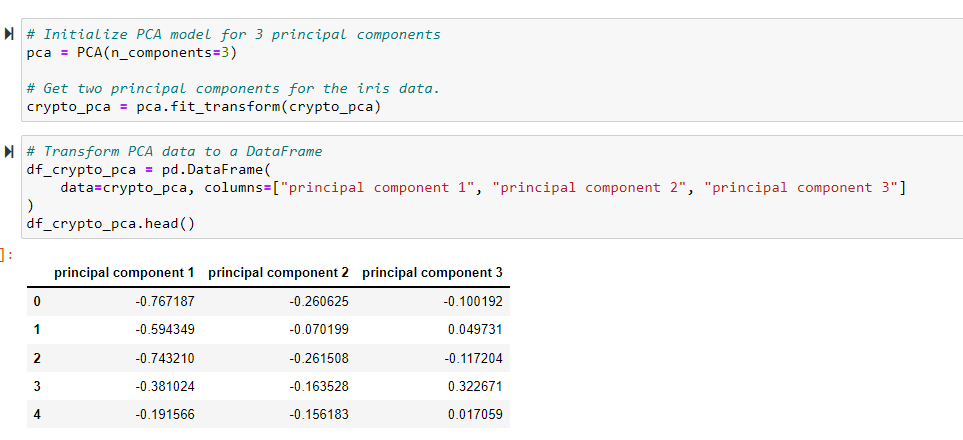 # Initialize PCA model for 3 principal components
pca = PCA(n_components=3)
# Get two principal components for the iris data.
crypto_pca = pca.fit_transform(crypto_pca)
# Transform PCA data to a DataFrame
df_crypto_pca = pd.DataFrame(
    data=crypto_pca, columns=["principal component 1", "principal component 2", "principal component 3"]
)
df_crypto_pca.head()
]:
principal component 1 principal component 2 principal component 3
0 -0.767187 -0.260625 -0.100192
1 -0.594349 -0.070199 0.049731
2 -0.743210 -0.261508 -0.117204
3 -0.381024 -0.163528 0.322671
4 -0.191566 -0.156183 0.017059